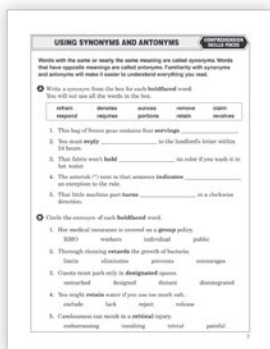 USING SYNONYMS AND ANTONYMS
COMPREHENSION
SKILLS FOCUS
Words with the same or nearly the same meaning are called synonyms. Words
that have opposite meanings are called antonyms. Familiarity with synonyms
and antonyms will make it easier to understand everything you read.
A Write a synonym from the box for each boldfaced word.
You will not use all the words in the box.
refrain denotes ounces remove claim
respond requires portions retain revolves
1. This bag of frozen peas contains four servings
2. You must reply to the landlord's letter within
24 hours.
3. That fabric won't hold its color if you wash it in
hot water.
4. The asterisk (*) next to that sentence indicates
an exception to the rule.
5. That little machine part turns in a clockwise
direction.
B Circle the antonym of each boldfaced word.
1. Her medical insurance is covered on a group policy.
HMO workers individual public
2. Thorough cleaning retards the growth of bacteria.
limits eliminates prevents encourages
3. Guests must park only in designated spaces.
unmarked designed distant disintegrated
4. You might retain water if you use too much salt.
exclude lack reject release
5. Carelessness can result in a critical injury.
embarrassing insulting trivial painful
7